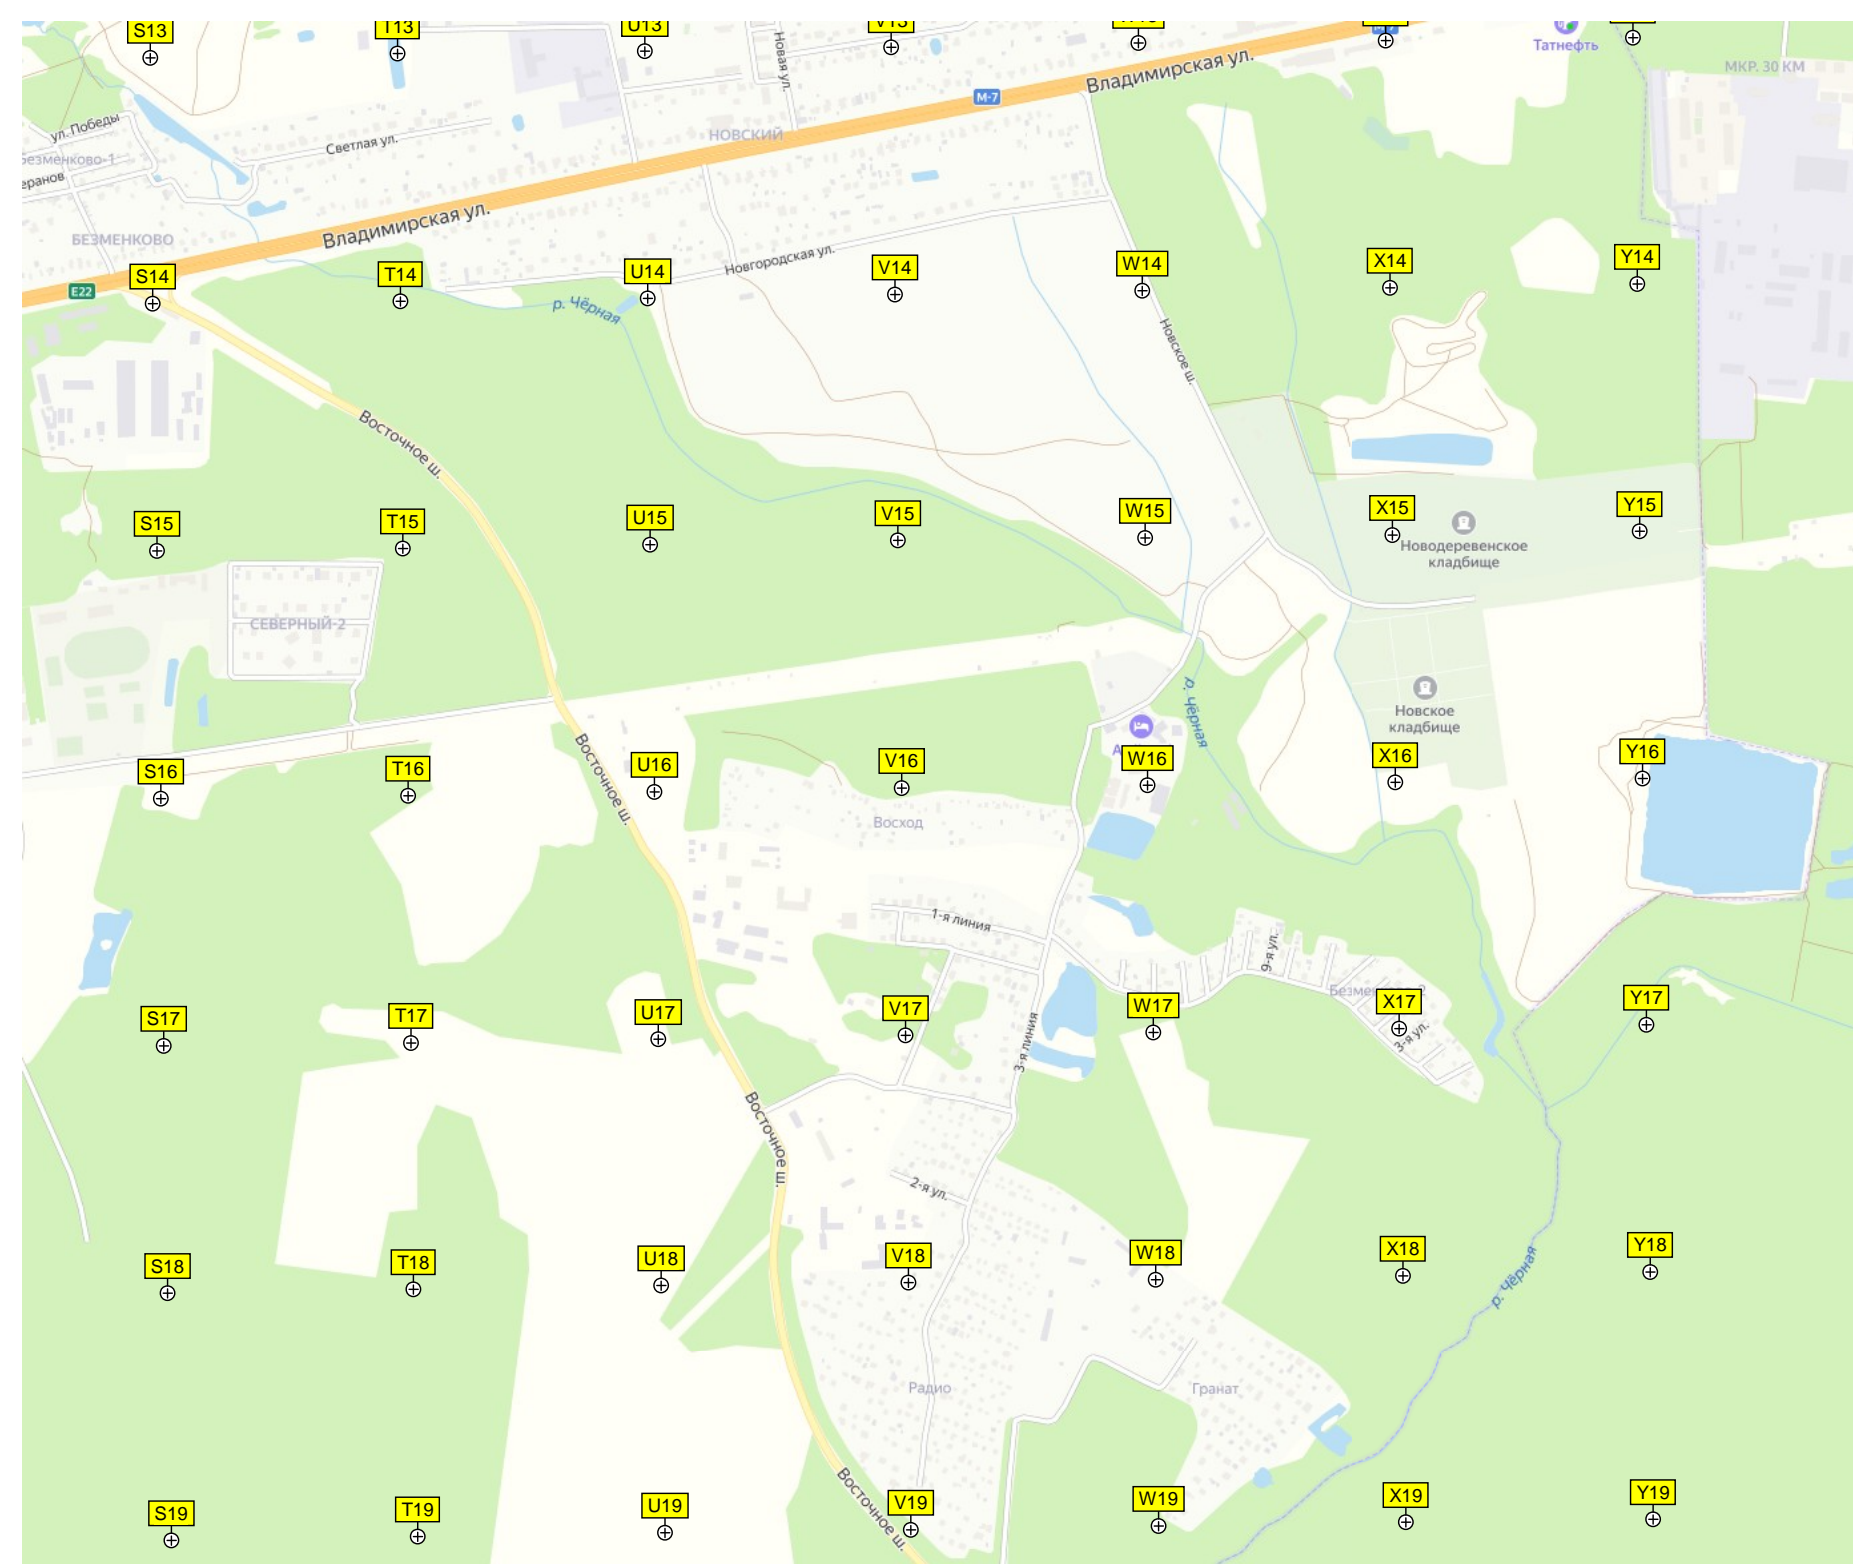 S13
T13
U13
V13
Новая ул.
М-7
Татнефть
МКР. 30 КМ
Владимирская ул.
М-7
ул. Победы
Светлая ул.
НОВСКИЙ
Безменково-1
еранов
БЕЗМЕНКОВО
Владимирская ул.
Новгородская ул.
E22
S14
T14
U14
V14
W14
X14
Y14
р. Чёрная
Новское ш.
Восточное ш.
S15
T15
U15
V15
W15
X15
Y15
Новодеревенское
кладбище
СЕВЕРНЫЙ-2
Новское
кладбище
р. Чёрная
Восточное ш.
S16
T16
U16
V16
W16
X16
Y16
Восход
1-я линия
9-я ул.
S17
T17
U17
V17
W17
X17
Y17
3-я ул.
3-я линия
Восточное ш.
2-я ул.
S18
T18
U18
V18
W18
X18
Y18
р. Чёрная
Радио
Гранат
Восточное ш.
S19
T19
U19
V19
W19
X19
Y19